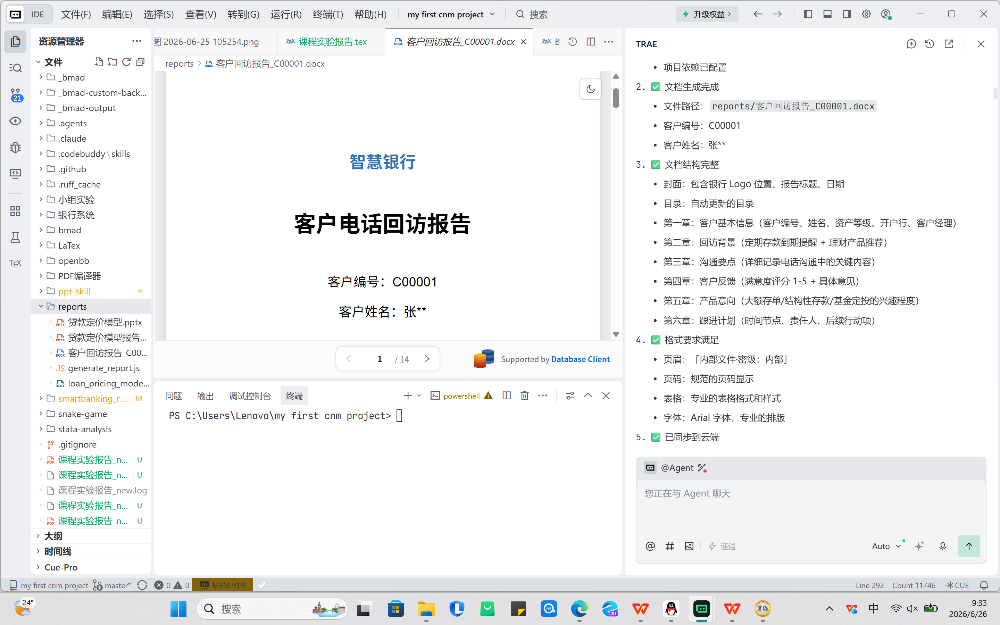 IDE 文件(F) 编辑(E) 选择(S) 查看(V) 转到(G) 运行(R) 终端(T) 帮助(H) my first cnm project 搜索 升级权益
资源管理器
文件
_bmad
_bmad-custom-back...
_bmad-output
.agents
.claude
.codebuddy\skills
.github
.ruff_cache
小组实验
银行系统
bmad
LaTex
openbb
PDF编译器
ppt-skill
reports
贷款定价模型.pptx
贷款定价模型报告...
客户回访报告_C00...
JS generate_report.js
loan_pricing_mode...
smartbanking_r... M
snake-game
stata-analysis
.gitignore
课程实验报告_n... U
课程实验报告_n... U
课程实验报告_new.log
课程实验报告_n... U
课程实验报告_n... U
大纲
时间线
Cue-Pro
21
TEX
图 2026-06-25 105254.png
TEX 课程实验报告.tex
DOCX 客户回访报告_C00001.docx
TEX B
reports > 客户回访报告_C00001.docx
智慧银行
客户电话回访报告
客户编号：C00001
客户姓名：张**
1 / 14
Supported by Database Client
问题 输出 调试控制台 终端 powershell
PS C:\Users\Lenovo\my first cnm project>
TRAE
• 项目依赖已配置
2. ✅ 文档生成完成
• 文件路径： reports/客户回访报告_C00001.docx
• 客户编号：C00001
• 客户姓名：张**
3. ✅ 文档结构完整
• 封面：包含银行 Logo 位置、报告标题、日期
• 目录：自动更新的目录
• 第一章：客户基本信息（客户编号、姓名、资产等级、开户行、客户经理）
• 第二章：回访背景（定期存款到期提醒 + 理财产品推荐）
• 第三章：沟通要点（详细记录电话沟通中的关键内容）
• 第四章：客户反馈（满意度评分 1-5 + 具体意见）
• 第五章：产品意向（大额存单/结构性存款/基金定投的兴趣程度）
• 第六章：跟进计划（时间节点、责任人、后续行动项）
4. ✅ 格式要求满足
• 页眉：「内部文件·密级：内部」
• 页码：规范的页码显示
• 表格：专业的表格格式和样式
• 字体：Arial 字体，专业的排版
5. ✅ 已同步到云端
@Agent
您正在与 Agent 聊天
速通 Auto
my first cnm project master* 0 0 MEM 91% Line 292 Count 11746 CUE
24° 搜索 中 9:33
2026/6/26